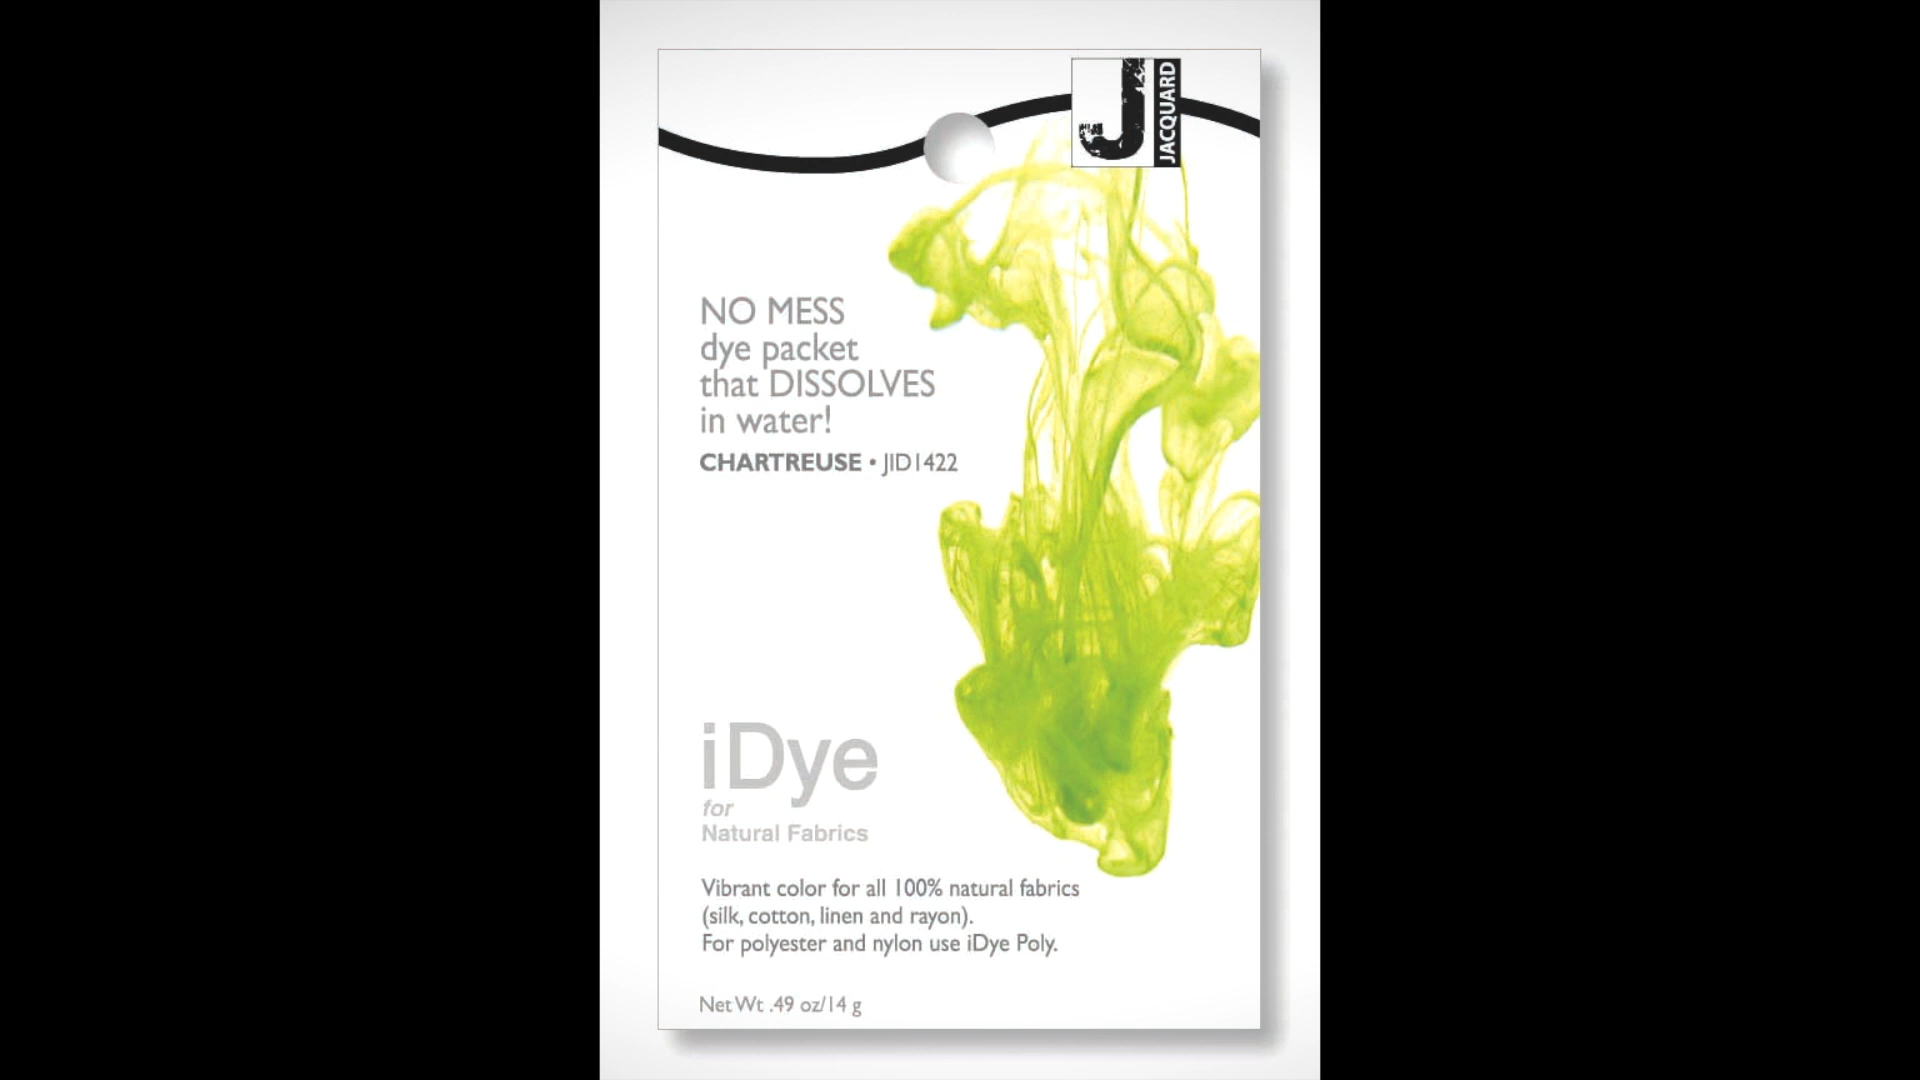 J
JACQUARD
NO MESS
dye packet
that DISSOLVES
in water!
CHARTREUSE • JID1422
iDye
for
Natural Fabrics
Vibrant color for all 100% natural fabrics
(silk, cotton, linen and rayon).
For polyester and nylon use iDye Poly.
Net Wt .49 oz/14 g